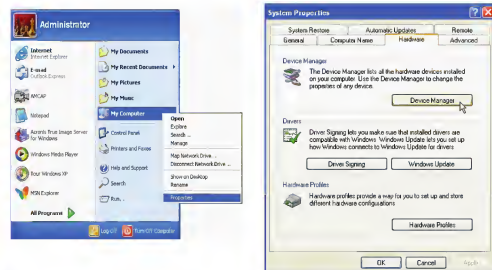 Administrator
Internet
Internet Explorer
E-mail
Outlook Express
AMCAP
Notepad
Acronis True Image Server
for Windows
Windows Media Player
Tour Windows XP
MSN Explorer
All Programs
My Documents
My Recent Documents
My Pictures
My Music
My Computer
Control Panel
Printers and Faxes
Help and Support
Search
Run...
Open
Explore
Search...
Manage
Map Network Drive...
Disconnect Network Drive...
Show on Desktop
Rename
Properties
Log Off
Turn Off Computer
System Properties
System Restore
Automatic Updates
Remote
General
Computer Name
Hardware
Advanced
Device Manager
The Device Manager lists all the hardware devices installed
on your computer. Use the Device Manager to change the
properties of any device.
Device Manager
Drivers
Driver Signing lets you make sure that installed drivers are
compatible with Windows. Windows Update lets you set up
how Windows connects to Windows Update for drivers
Driver Signing
Windows Update
Hardware Profiles
Hardware profiles provide a way for you to set up and store
different hardware configurations
Hardware Profiles
OK
Cancel
Apply